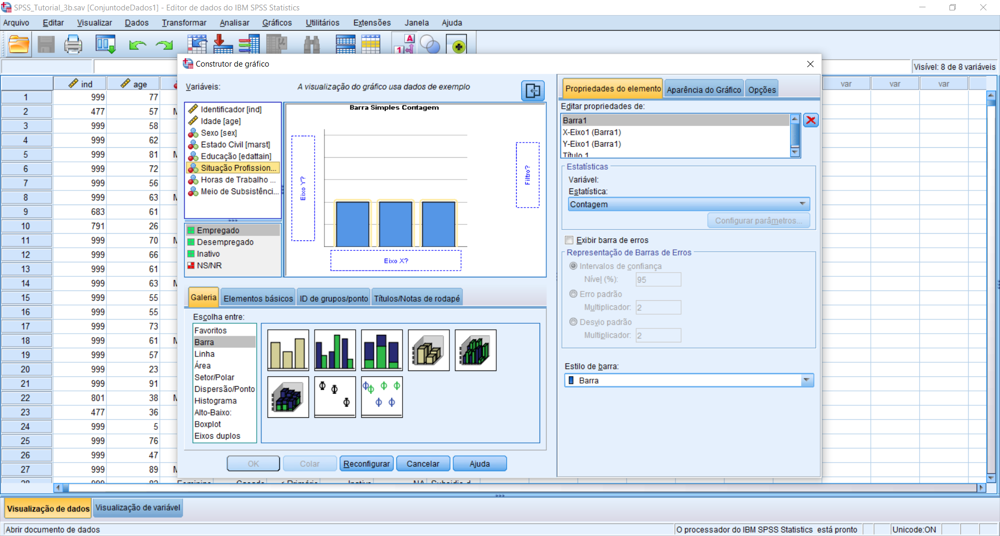 SPSS_Tutorial_3b.sav [ConjuntodeDados1] - Editor de dados do IBM SPSS Statistics
Arquivo Editar Visualizar Dados Transformar Analisar Gráficos Utilitários Extensões Janela Ajuda
Visível: 8 de 8 variáveis
ind age var var var
1 999 77
2 477 57
3 999 58
4 999 62
5 999 81
6 999 72
7 999 56
8 999 63
9 683 61
10 791 26
11 999 70
12 999 66
13 999 61
14 999 63
15 999 55
16 999 55
17 999 73
18 999 61
19 999 57
20 999 23
21 999 91
22 801 38
23 477 36
24 999 5
25 999 76
26 999 47
27 999 89
Construtor de gráfico
Variáveis:
A visualização do gráfico usa dados de exemplo
Identificador [ind]
Idade [age]
Sexo [sex]
Estado Civil [marst]
Educação [edattain]
Situação Profission...
Horas de Trabalho ...
Meio de Subsistênci...
Empregado
Desempregado
Inativo
NS/NR
Barra Simples Contagem
Eixo Y?
Filtro?
Eixo X?
Galeria Elementos básicos ID de grupos/ponto Títulos/Notas de rodapé
Escolha entre:
Favoritos
Barra
Linha
Área
Setor/Polar
Dispersão/Ponto
Histograma
Alto-Baixo:
Boxplot
Eixos duplos
OK Colar Reconfigurar Cancelar Ajuda
Propriedades do elemento Aparência do Gráfico Opções
Editar propriedades de:
Barra1
X-Eixo1 (Barra1)
Y-Eixo1 (Barra1)
Título 1
Estatísticas
Variável:
Estatística:
Contagem
Configurar parâmetros...
Exibir barra de erros
Representação de Barras de Erros
Intervalos de confiança
Nível (%): 95
Erro padrão
Multiplicador: 2
Desvio padrão
Multiplicador: 2
Estilo de barra:
Barra
Visualização de dados Visualização de variável
Abrir documento de dados
O processador do IBM SPSS Statistics está pronto
Unicode:ON